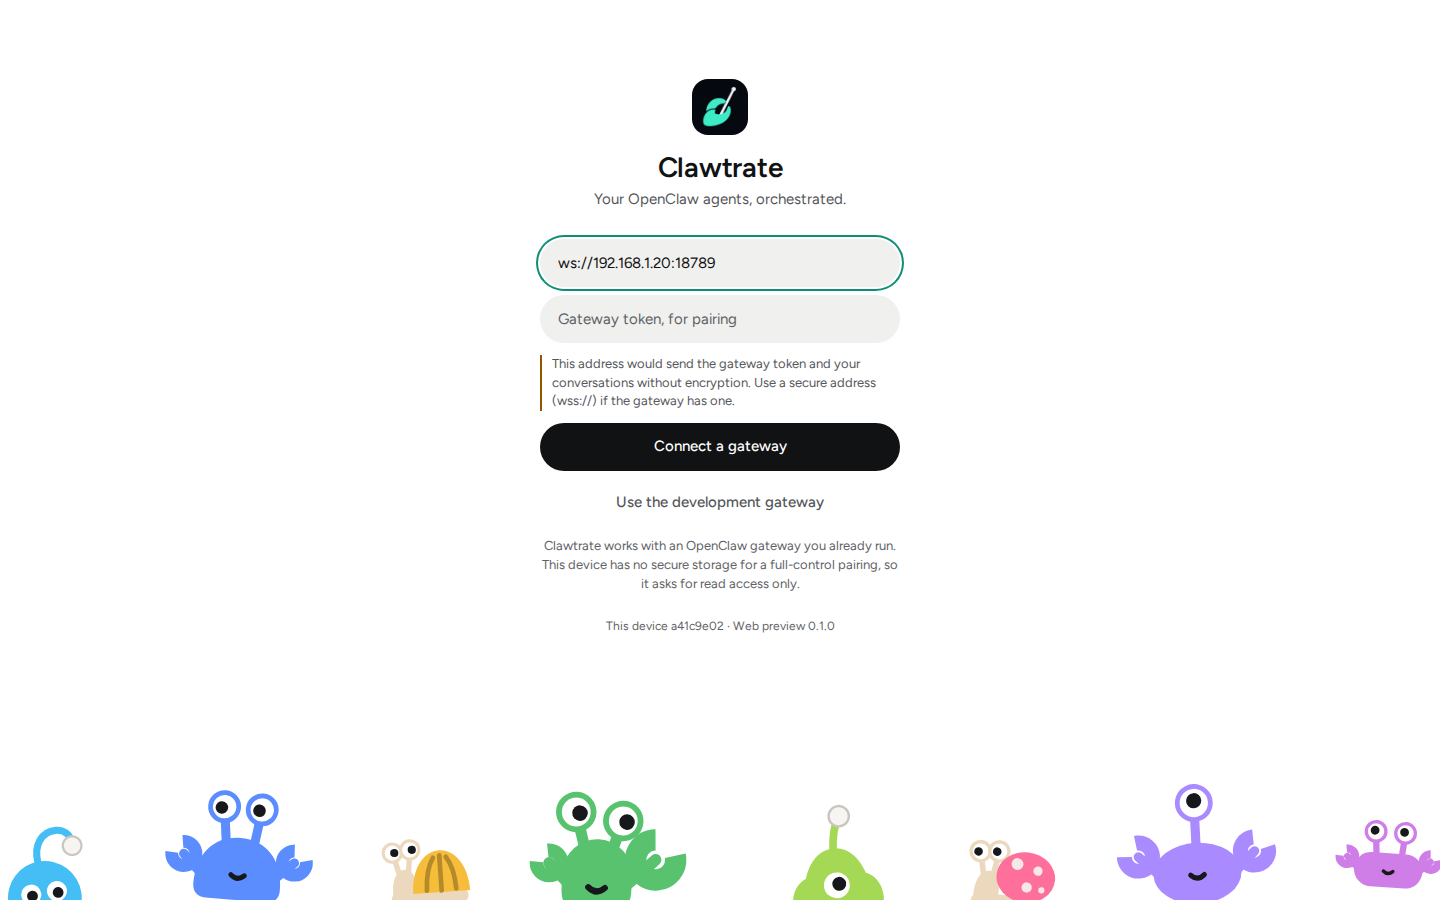 Clawtrate
Your OpenClaw agents, orchestrated.
ws://192.168.1.20:18789
Gateway token, for pairing
This address would send the gateway token and your
conversations without encryption. Use a secure address
(wss://) if the gateway has one.
Connect a gateway
Use the development gateway
Clawtrate works with an OpenClaw gateway you already run.
This device has no secure storage for a full-control pairing, so
it asks for read access only.
This device a41c9e02 · Web preview 0.1.0